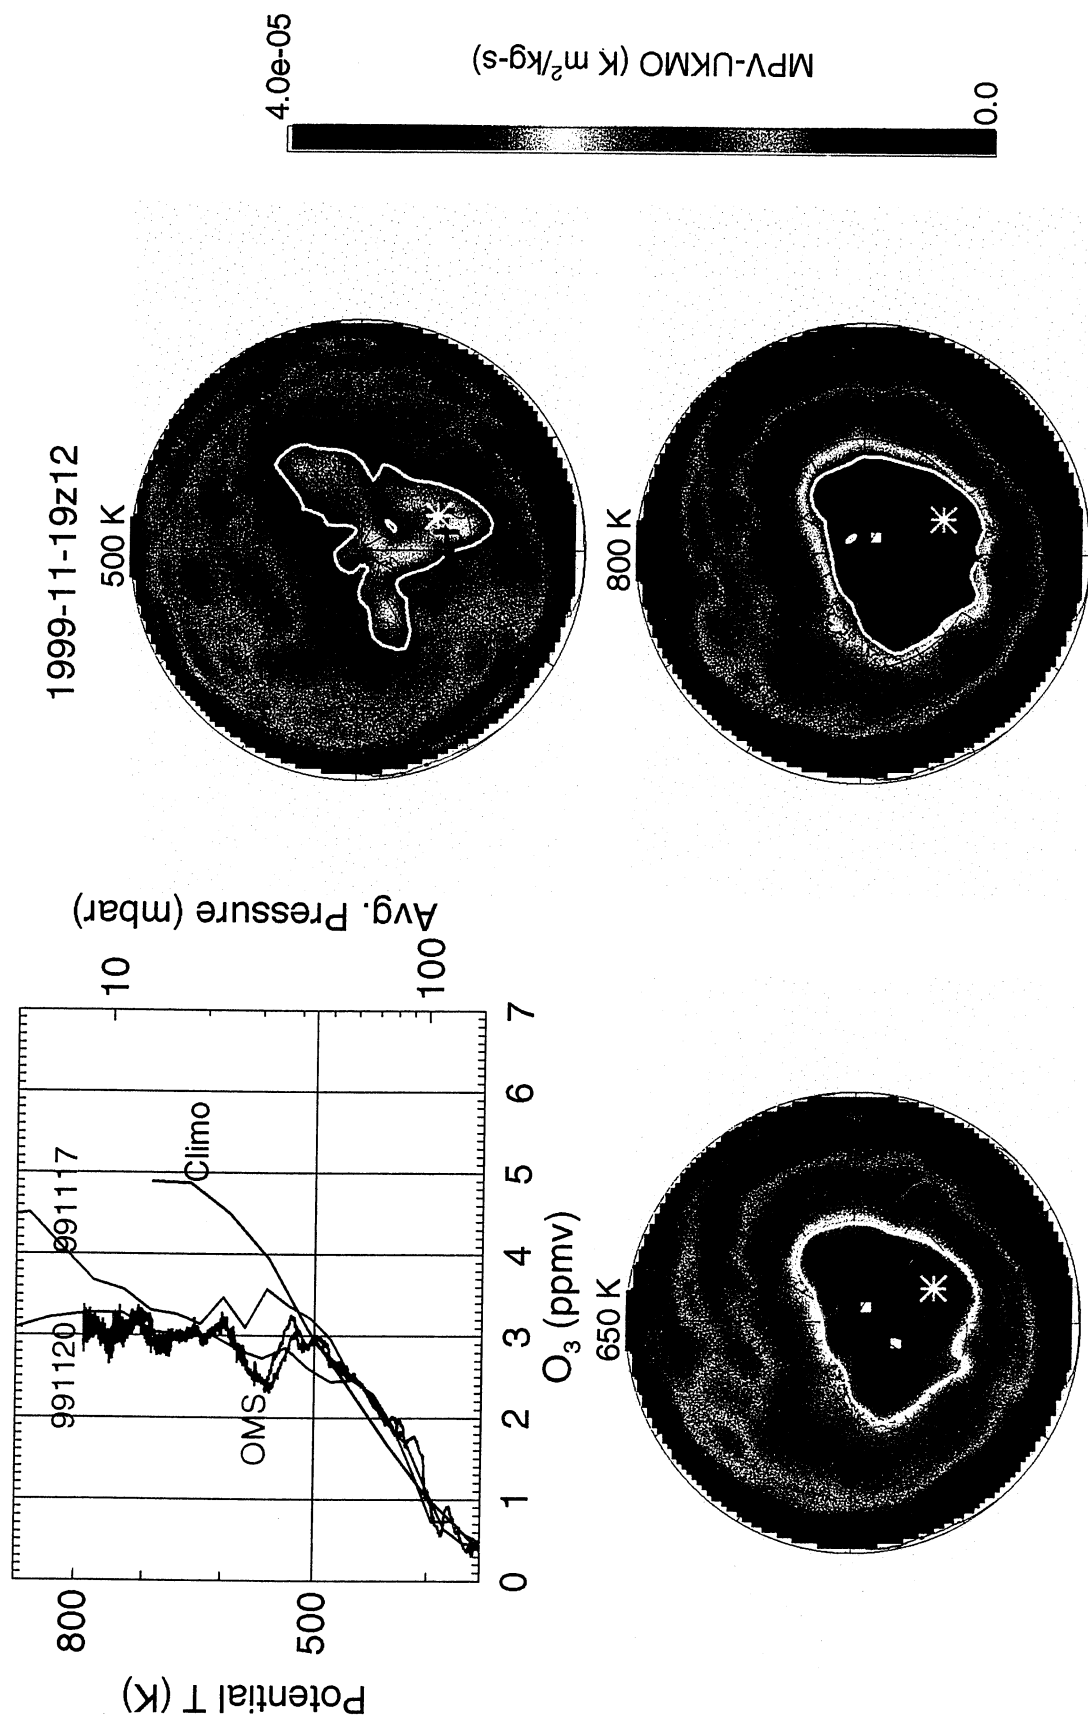 1999-11-19z12
991120
991117
Climo
OMS
800
500
Potential T (K)
10
100
Avg. Pressure (mbar)
0 1 2 3 4 5 6 7
O3 (ppmv)
500 K
650 K
800 K
4.0e-05
0.0
MPV-UKMO (K m²/kg-s)